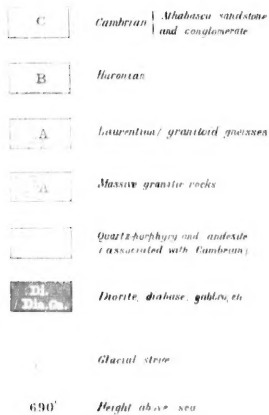 C Cambrian { Athabasca sandstone
and conglomerate
B Huronian
A Laurentian granitoid gneisses
A Massive granitic rocks
Quartz-porphyry and andesite
(associated with Cambrian)
Di.
Dia. Ga. Diorite, diabase, gabbro, etc
Glacial striæ
690' Height above sea